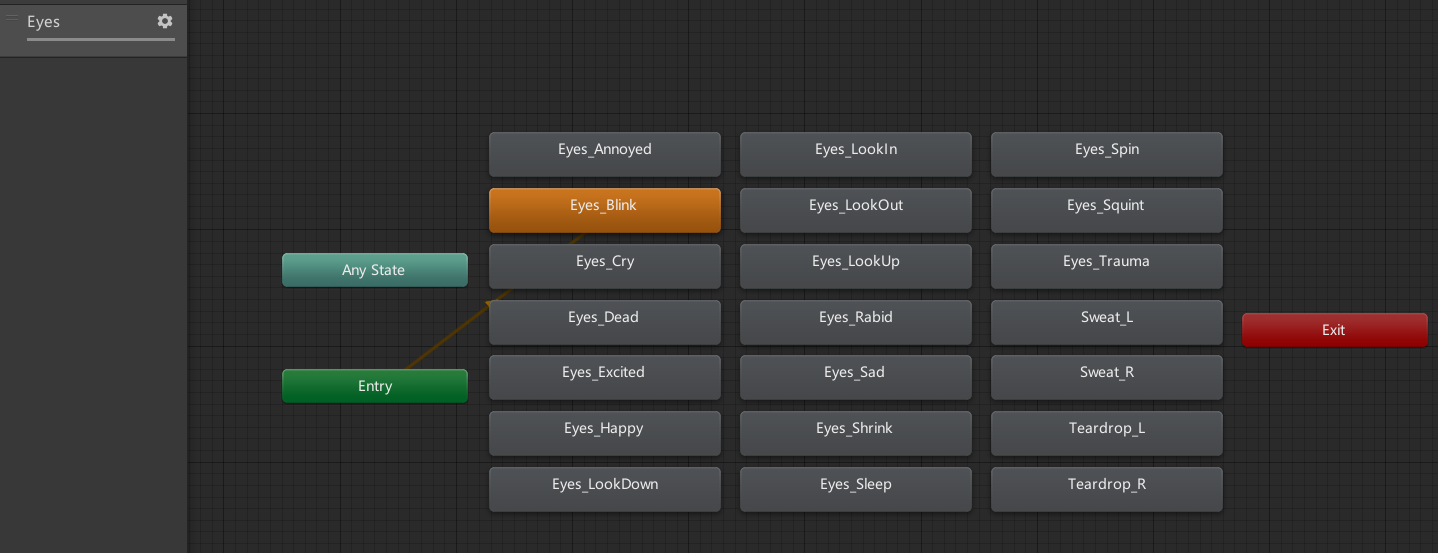 Eyes
Eyes_Annoyed
Eyes_LookIn
Eyes_Spin
Eyes_Blink
Eyes_LookOut
Eyes_Squint
Any State
Eyes_Cry
Eyes_LookUp
Eyes_Trauma
Eyes_Dead
Eyes_Rabid
Sweat_L
Exit
Entry
Eyes_Excited
Eyes_Sad
Sweat_R
Eyes_Happy
Eyes_Shrink
Teardrop_L
Eyes_LookDown
Eyes_Sleep
Teardrop_R